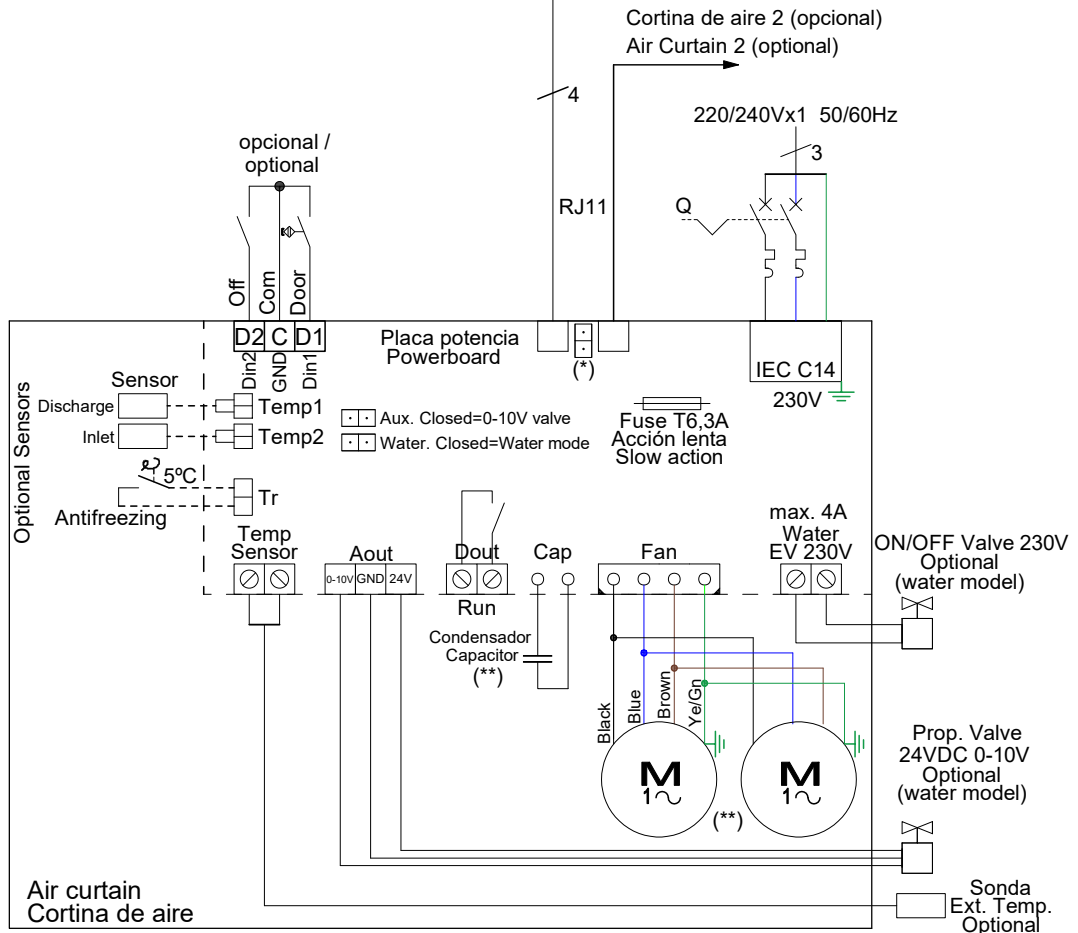 Cortina de aire 2 (opcional)
Air Curtain 2 (optional)
4
220/240Vx1 50/60Hz
3
opcional /
optional
RJ11
Q
Off
Com
Door
D2 C D1
Din2
GND
Din1
Placa potencia
Powerboard
(*)
IEC C14
230V
Optional Sensors
Sensor
Discharge
Temp1
Inlet
Temp2
Aux. Closed=0-10V valve
Water. Closed=Water mode
Fuse T6,3A
Acción lenta
Slow action
5ºC
Tr
Antifreezing
Temp
Sensor
Aout
0-10V GND 24V
Dout
Run
Cap
Fan
max. 4A
Water
EV 230V
ON/OFF Valve 230V
Optional
(water model)
Condensador
Capacitor
(**)
Black
Blue
Brown
Ye/Gn
M
1~
M
1~
(**)
Prop. Valve
24VDC 0-10V
Optional
(water model)
Air curtain
Cortina de aire
Sonda
Ext. Temp.
Optional